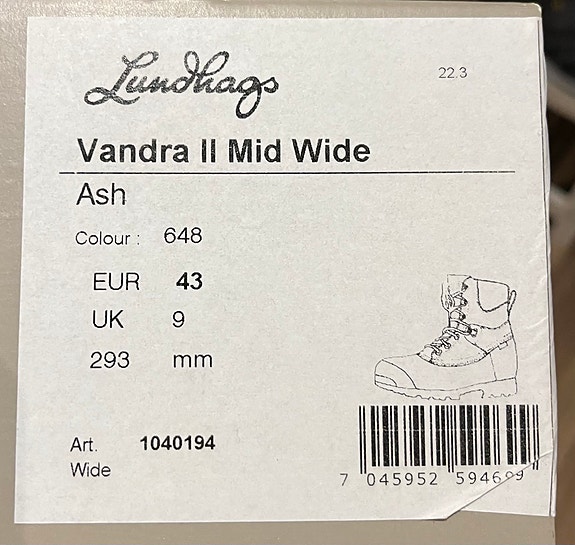 Lundhags
22.3
Vandra II Mid Wide
Ash
Colour : 648
EUR 43
UK 9
293 mm
Art. 1040194
Wide
7 045952 594699